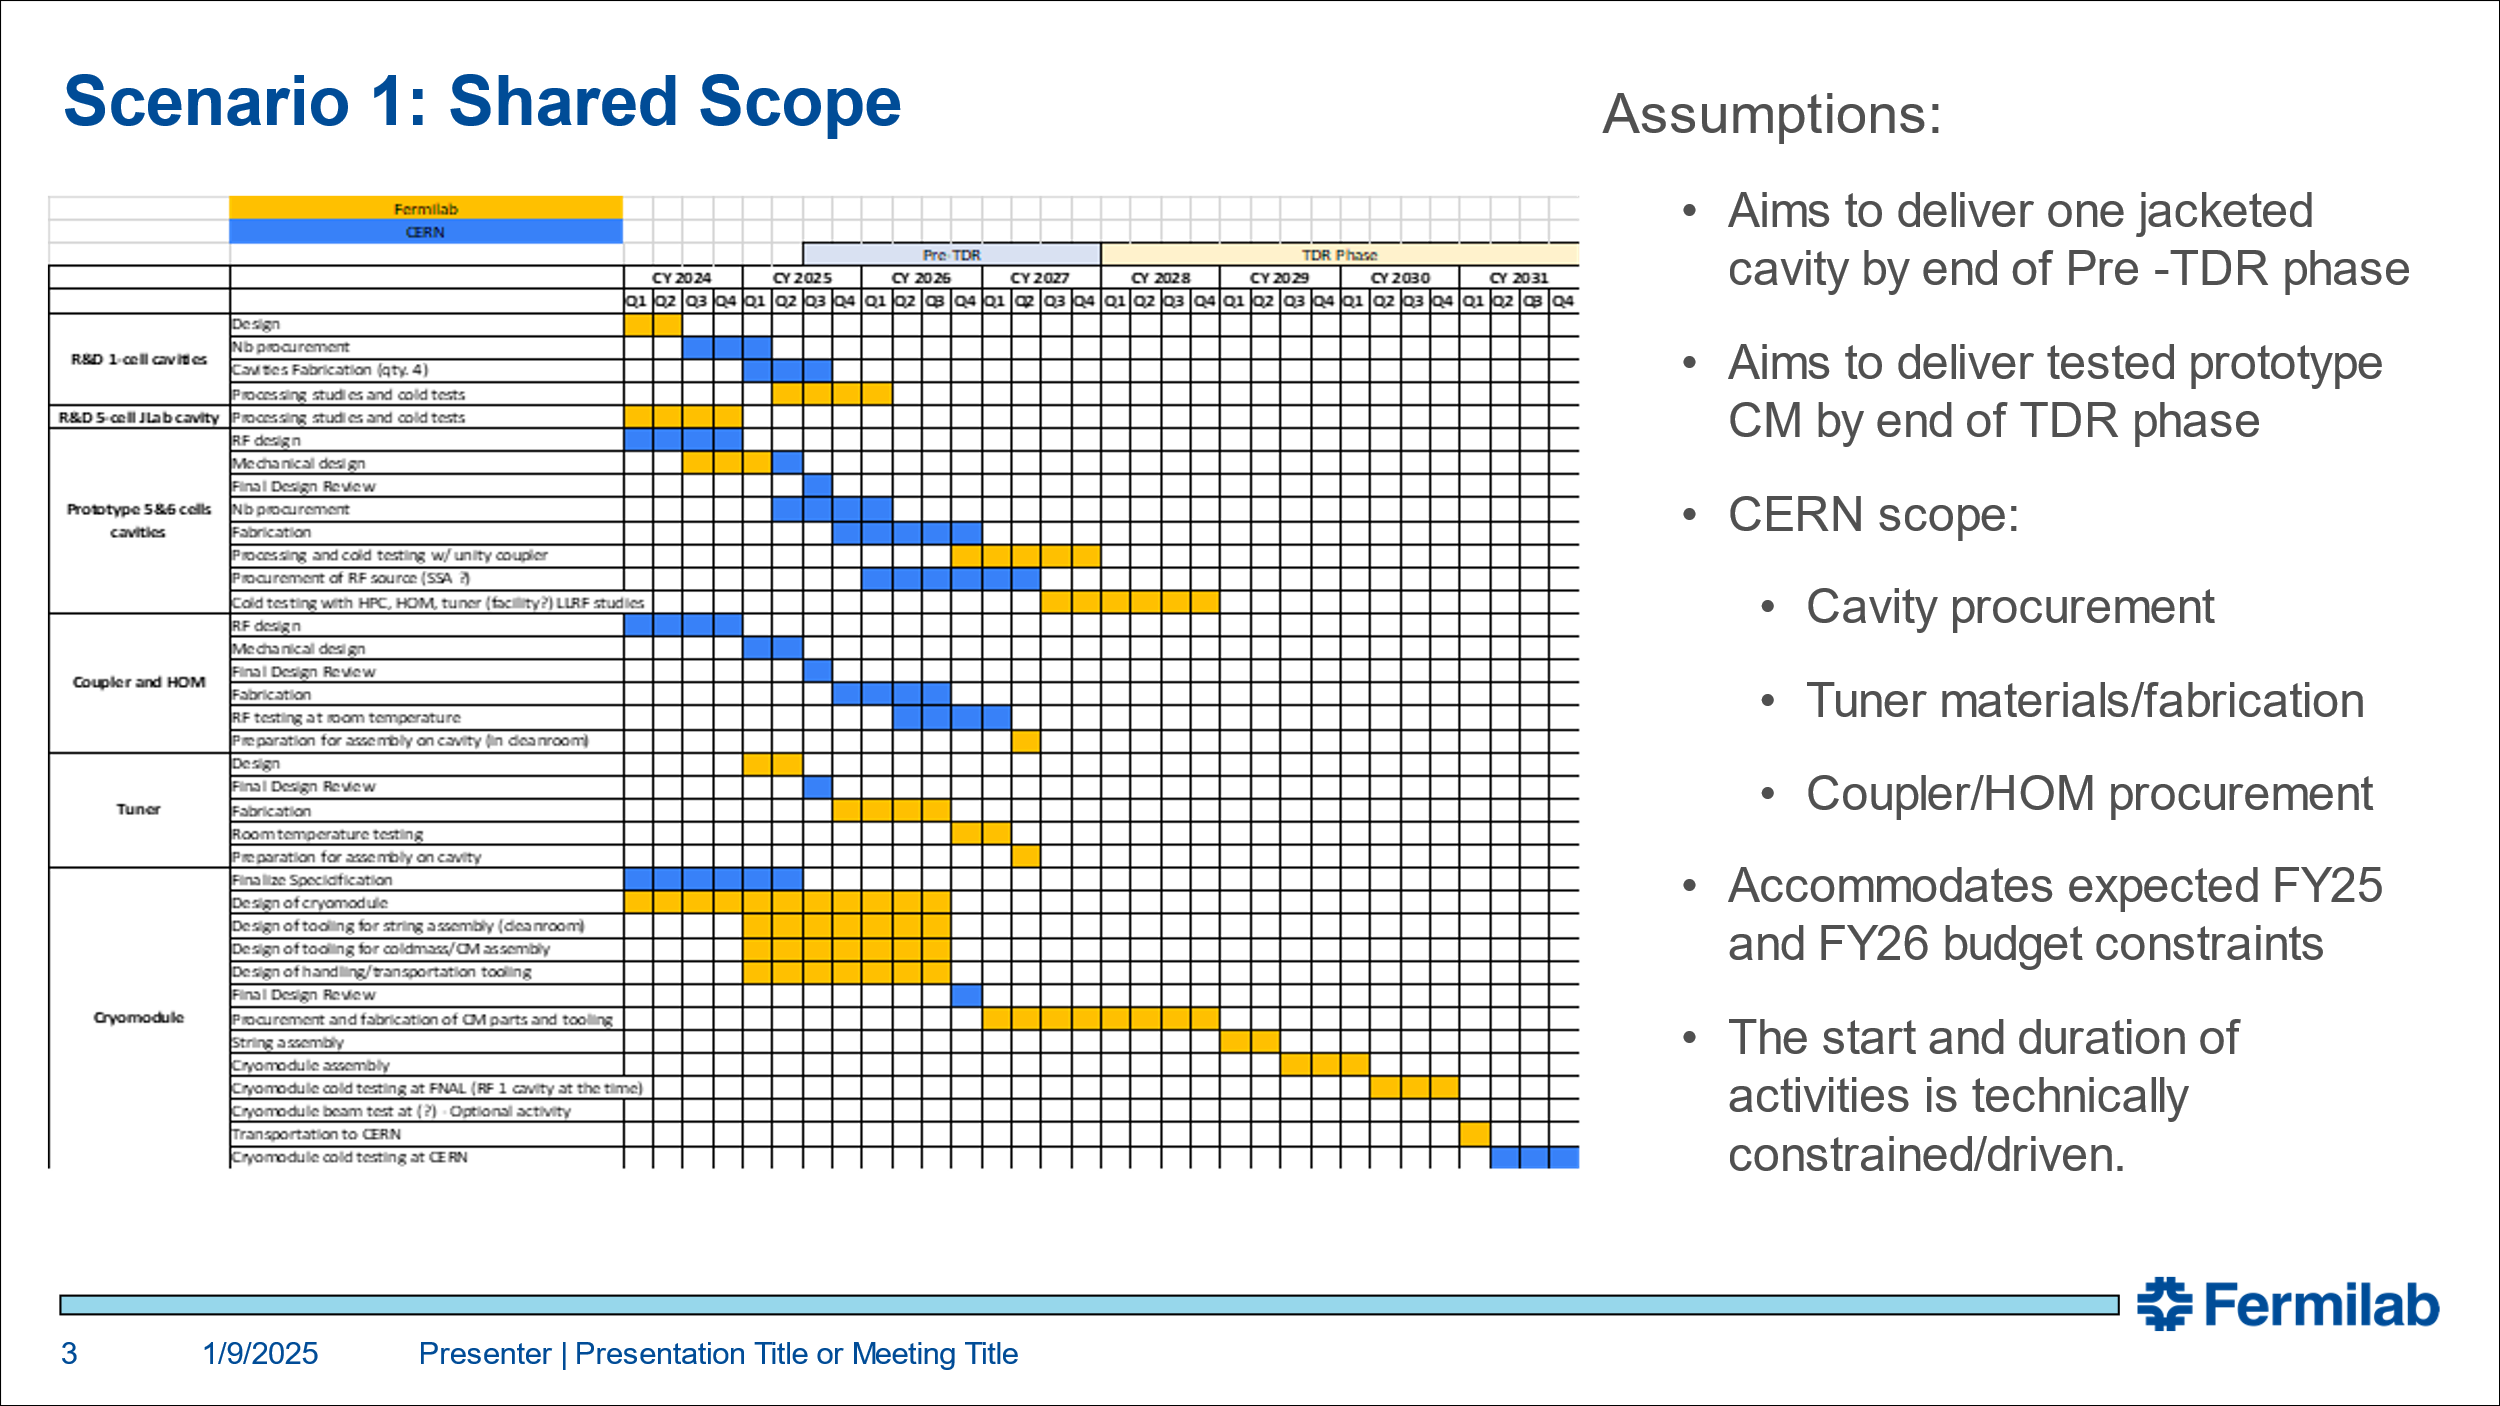 Scenario 1: Shared Scope
Fermilab
CERN
Pre-TDR TDR Phase
CY 2024 CY 2025 CY 2026 CY 2027 CY 2028 CY 2029 CY 2030 CY 2031
Q1 Q2 Q3 Q4 Q1 Q2 Q3 Q4 Q1 Q2 Q3 Q4 Q1 Q2 Q3 Q4 Q1 Q2 Q3 Q4 Q1 Q2 Q3 Q4 Q1 Q2 Q3 Q4 Q1 Q2 Q3 Q4
R&D 1-cell cavities
Design
Nb procurement
Cavities Fabrication (qty. 4)
Processing studies and cold tests
R&D 5-cell JLab cavity
Processing studies and cold tests
Prototype 5&6 cells
cavities
RF design
Mechanical design
Final Design Review
Nb procurement
Fabrication
Processing and cold testing w/ unity coupler
Procurement of RF source (SSA ?)
Cold testing with HPC, HOM, tuner (facility?) LLRF studies
Coupler and HOM
RF design
Mechanical design
Final Design Review
Fabrication
RF testing at room temperature
Preparation for assembly on cavity (in cleanroom)
Tuner
Design
Final Design Review
Fabrication
Room temperature testing
Preparation for assembly on cavity
Cryomodule
Finalize Specidification
Design of cryomodule
Design of tooling for string assembly (cleanroom)
Design of tooling for coldmass/CM assembly
Design of handling/transportation tooling
Final Design Review
Procurement and fabrication of CM parts and tooling
String assembly
Cryomodule assembly
Cryomodule cold testing at FNAL (RF 1 cavity at the time)
Cryomodule beam test at (?) - Optional activity
Transportation to CERN
Cryomodule cold testing at CERN
Assumptions:
• Aims to deliver one jacketed
cavity by end of Pre -TDR phase
• Aims to deliver tested prototype
CM by end of TDR phase
• CERN scope:
• Cavity procurement
• Tuner materials/fabrication
• Coupler/HOM procurement
• Accommodates expected FY25
and FY26 budget constraints
• The start and duration of
activities is technically
constrained/driven.
Fermilab
3 1/9/2025 Presenter | Presentation Title or Meeting Title